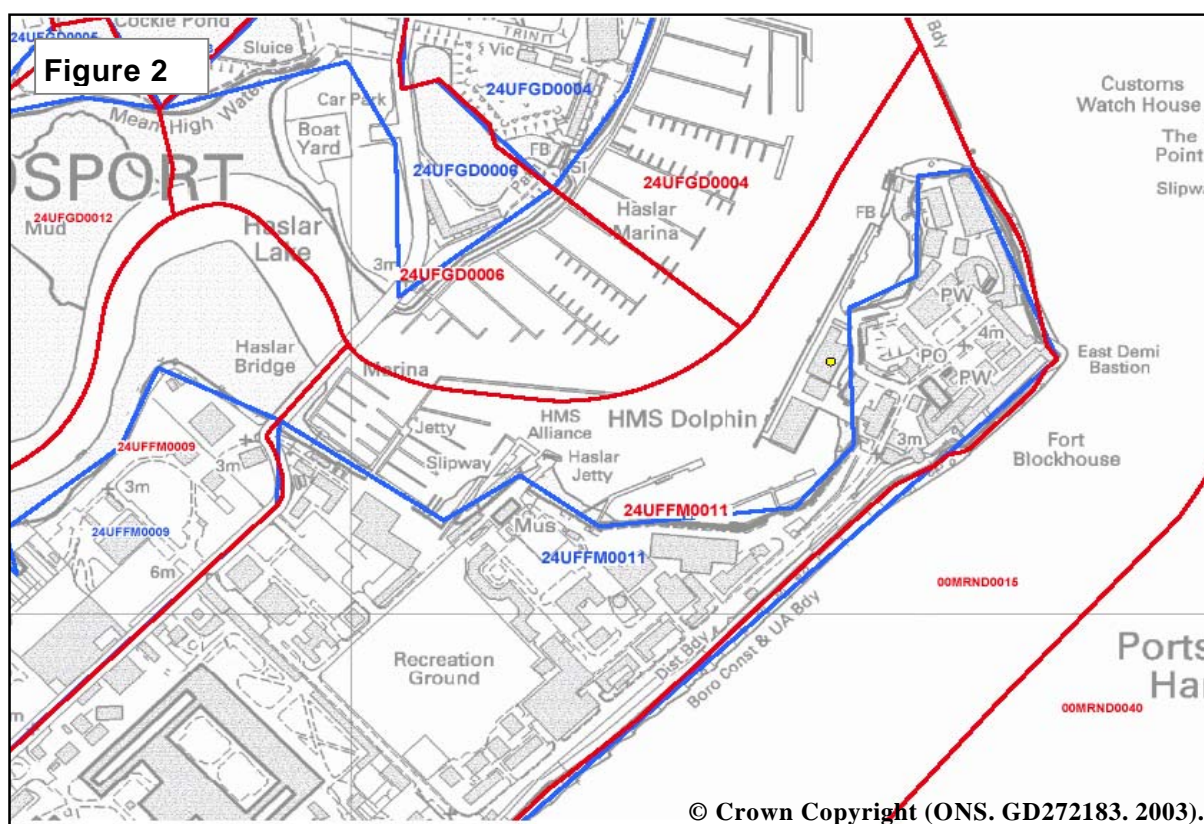 Cockle Pond
24UFGD0005
Sluice
TRINIT
Vic
Bdy
Figure 2
Car Park
24UFGD0004
Customs
Watch House
Mean High Water
Boat
Yard
FB
The
Point
OSPORT
24UFGD0006
24UFGD0004
Slipwa
24UFGD0012
Mud
Haslar
Lake
Haslar
Marina
FB
3m
24UFGD0006
PW
4m
Haslar
Bridge
Marina
PO
East Demi
Bastion
PW
HMS
Alliance
HMS Dolphin
Jetty
24UFFM0009
3m
Slipway
Haslar
Jetty
3m
Fort
Blockhouse
3m
24UFFM0011
24UFFM0009
Mus
24UFFM0011
6m
00MRND0015
Recreation
Ground
Dist Bdy
Boro Const & UA Bdy
Ports
Har
00MRND0040
m
© Crown Copyright (ONS. GD272183. 2003).